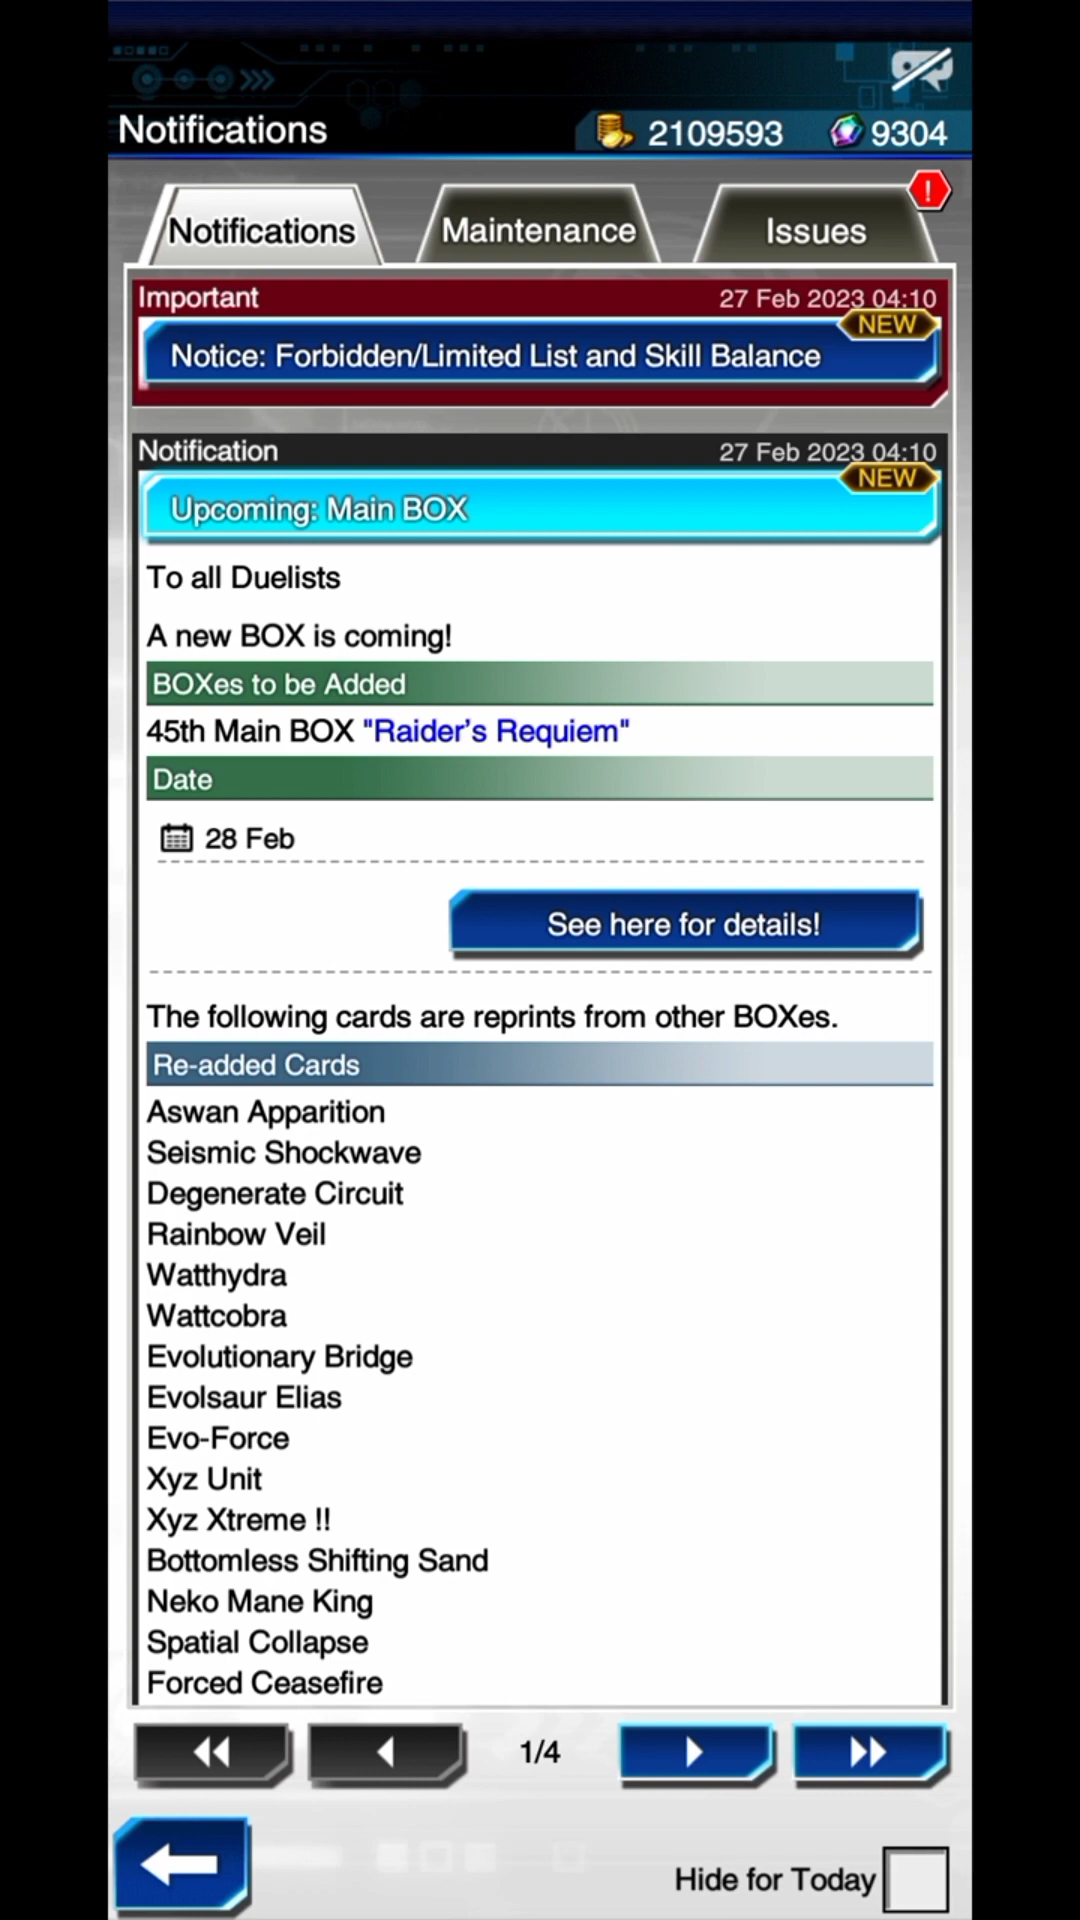 Notifications
2109593
9304
Notifications
Maintenance
Issues
!
Important
27 Feb 2023 04:10
NEW
Notice: Forbidden/Limited List and Skill Balance
Notification
27 Feb 2023 04:10
NEW
Upcoming: Main BOX
To all Duelists
A new BOX is coming!
BOXes to be Added
45th Main BOX "Raider's Requiem"
Date
28 Feb
See here for details!
The following cards are reprints from other BOXes.
Re-added Cards
Aswan Apparition
Seismic Shockwave
Degenerate Circuit
Rainbow Veil
Watthydra
Wattcobra
Evolutionary Bridge
Evolsaur Elias
Evo-Force
Xyz Unit
Xyz Xtreme !!
Bottomless Shifting Sand
Neko Mane King
Spatial Collapse
Forced Ceasefire
1/4
Hide for Today